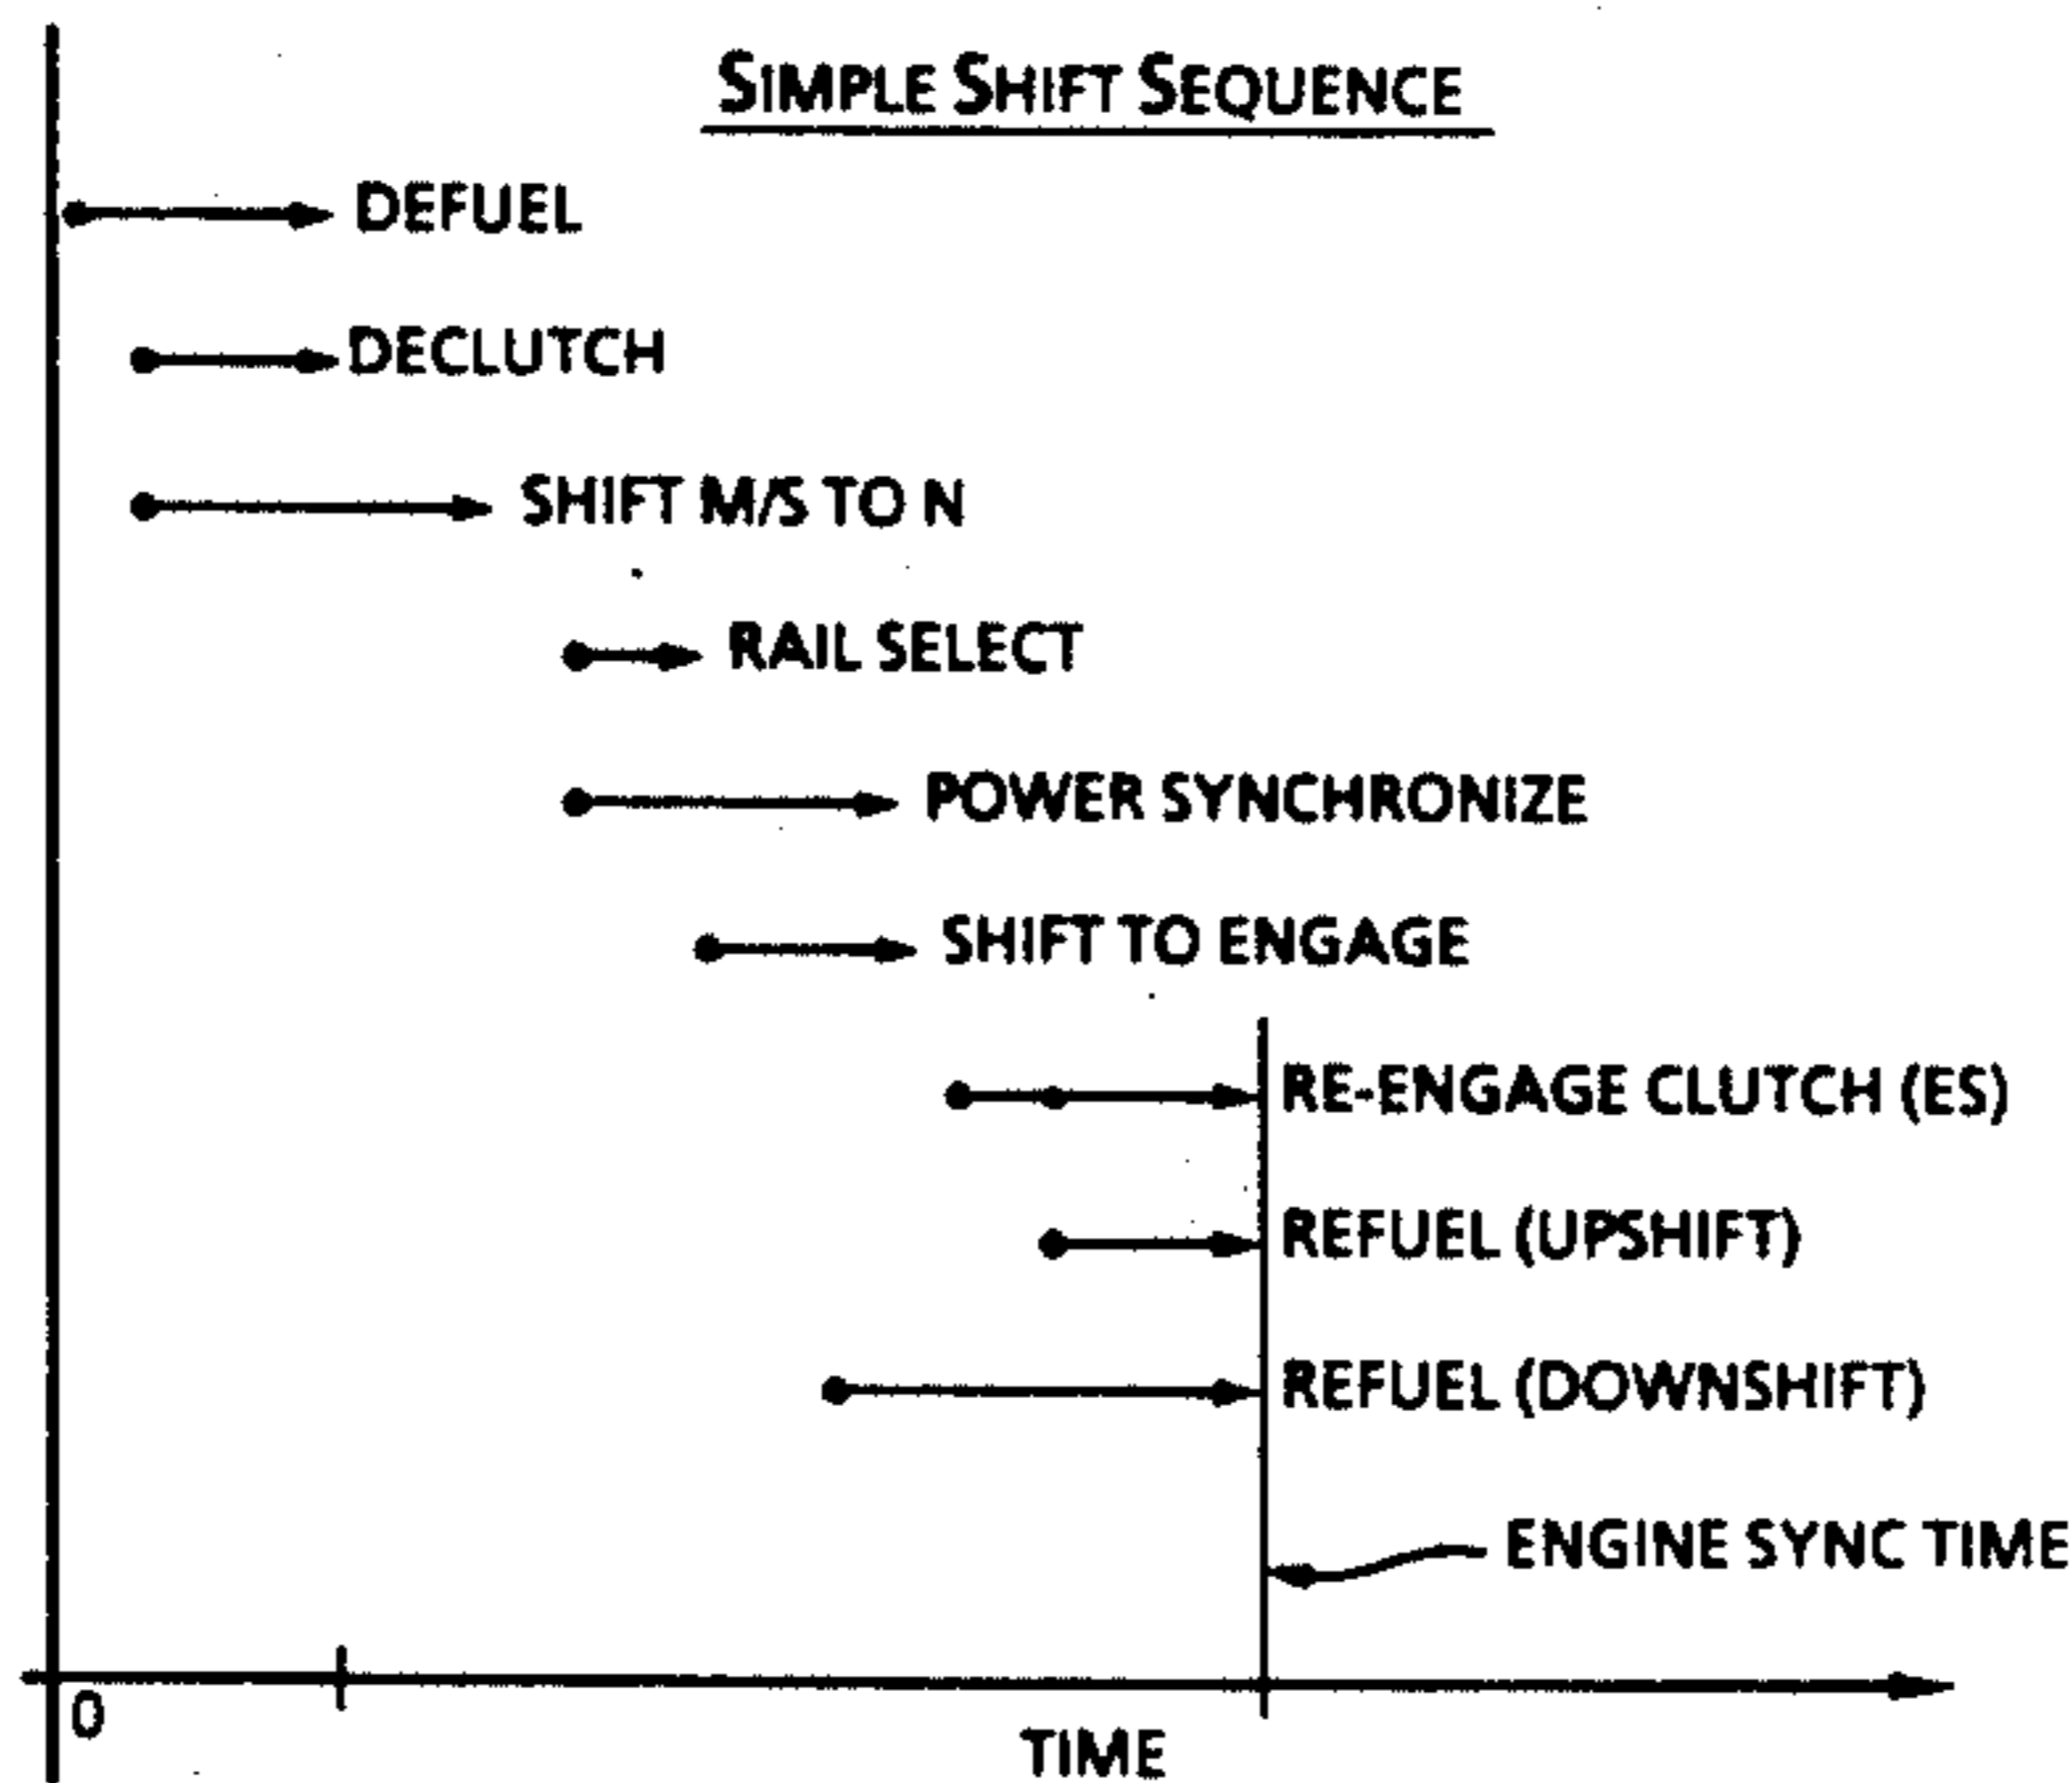 SIMPLE SHIFT SEQUENCE
DEFUEL
DECLUTCH
SHIFT M/S TO N
RAIL SELECT
POWER SYNCHRONIZE
SHIFT TO ENGAGE
RE-ENGAGE CLUTCH (ES)
REFUEL (UPSHIFT)
REFUEL (DOWNSHIFT)
ENGINE SYNC TIME
0
TIME